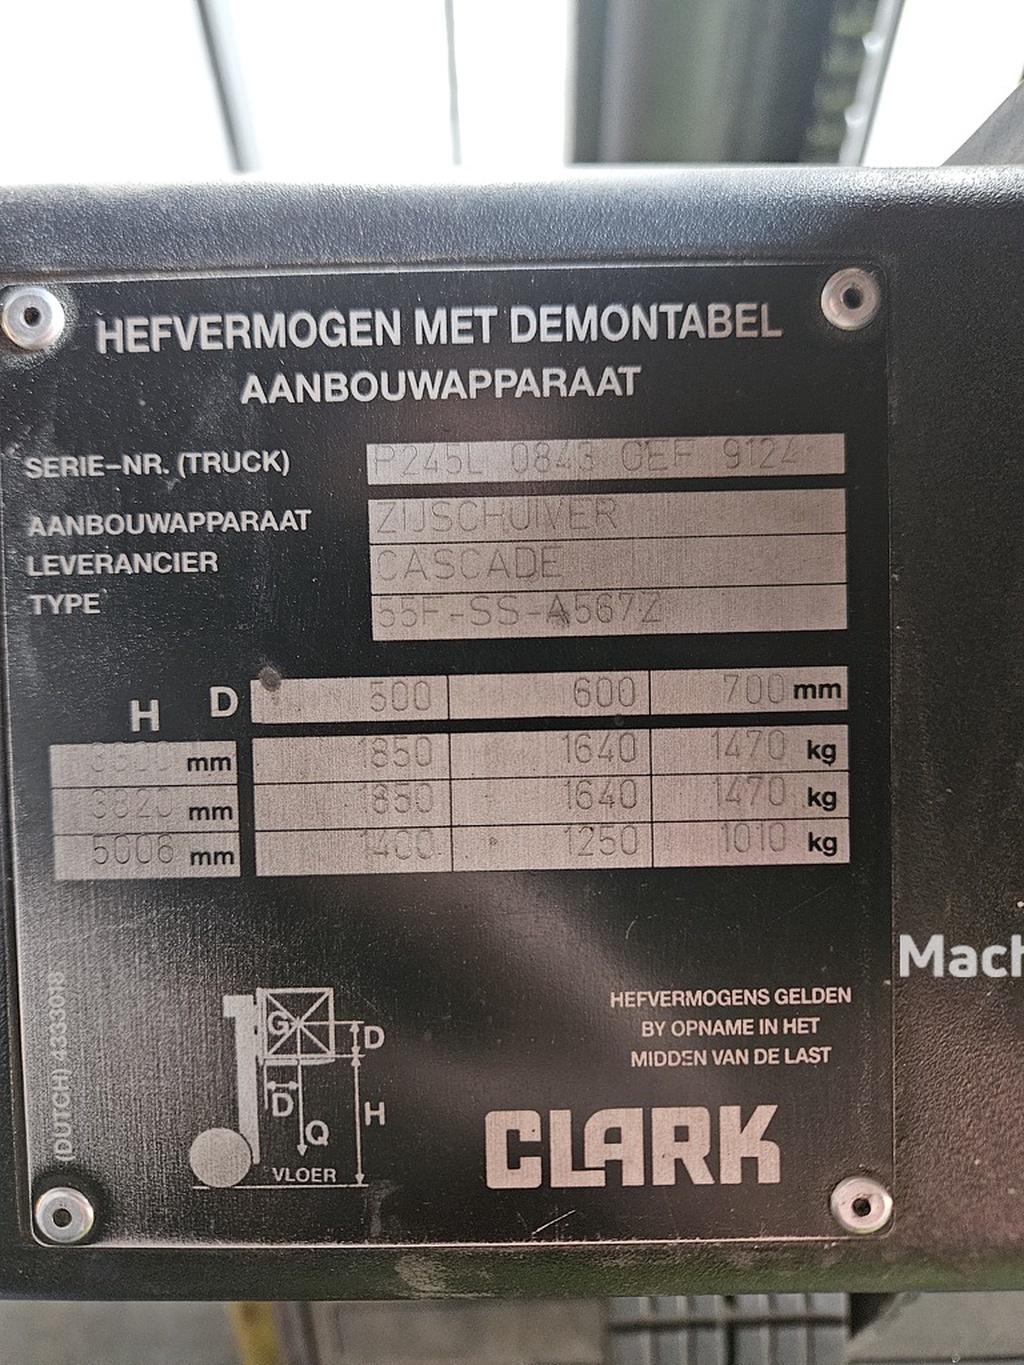 HEFVERMOGEN MET DEMONTABEL
AANBOUWAPPARAAT
SERIE-NR. (TRUCK) P245L 0843 GEF 9124
AANBOUWAPPARAAT ZIJSCHUIVER
LEVERANCIER CASCADE
TYPE 55F-SS-A567Z
H D 500 600 700 mm
mm 1850 1640 1470 kg
3820 mm 1850 1640 1470 kg
5006 mm 1400 1250 1010 kg
(DUTCH) 4333018
G
D
D
H
Q
VLOER
HEFVERMOGENS GELDEN
BY OPNAME IN HET
MIDDEN VAN DE LAST
CLARK
Mach